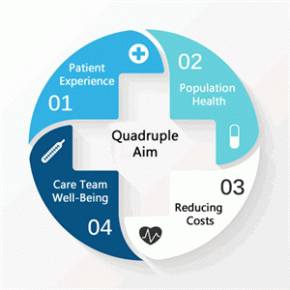 Patient
Experience
01
02
Population
Health
Quadruple
Aim
03
Reducing
Costs
Care Team
Well-Being
04